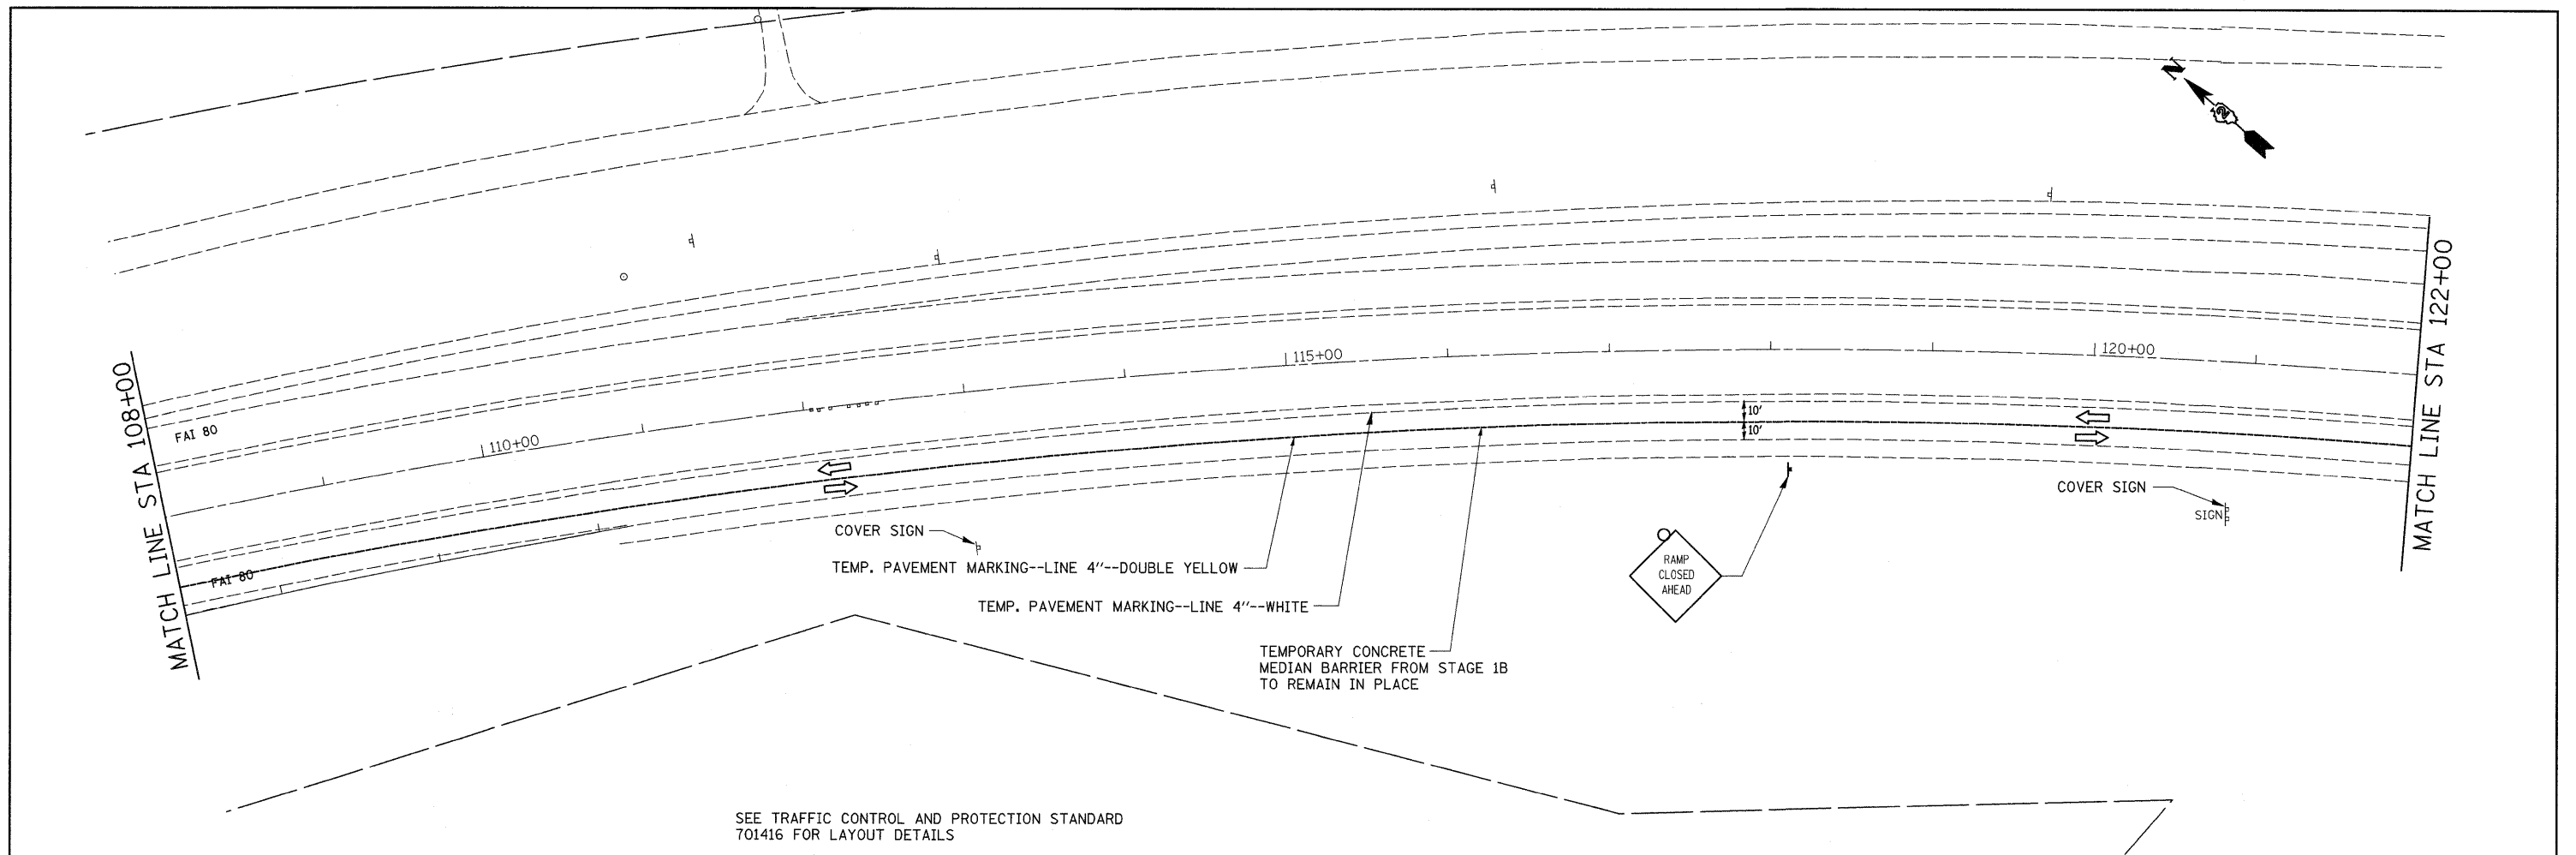 N
2
MATCH LINE STA 108+00
FAI 80
110+00
115+00
120+00
MATCH LINE STA 122+00
10'
10'
FAI 80
COVER SIGN
COVER SIGN
SIGN
TEMP. PAVEMENT MARKING--LINE 4"--DOUBLE YELLOW
TEMP. PAVEMENT MARKING--LINE 4"--WHITE
RAMP
CLOSED
AHEAD
TEMPORARY CONCRETE
MEDIAN BARRIER FROM STAGE 1B
TO REMAIN IN PLACE
SEE TRAFFIC CONTROL AND PROTECTION STANDARD
701416 FOR LAYOUT DETAILS